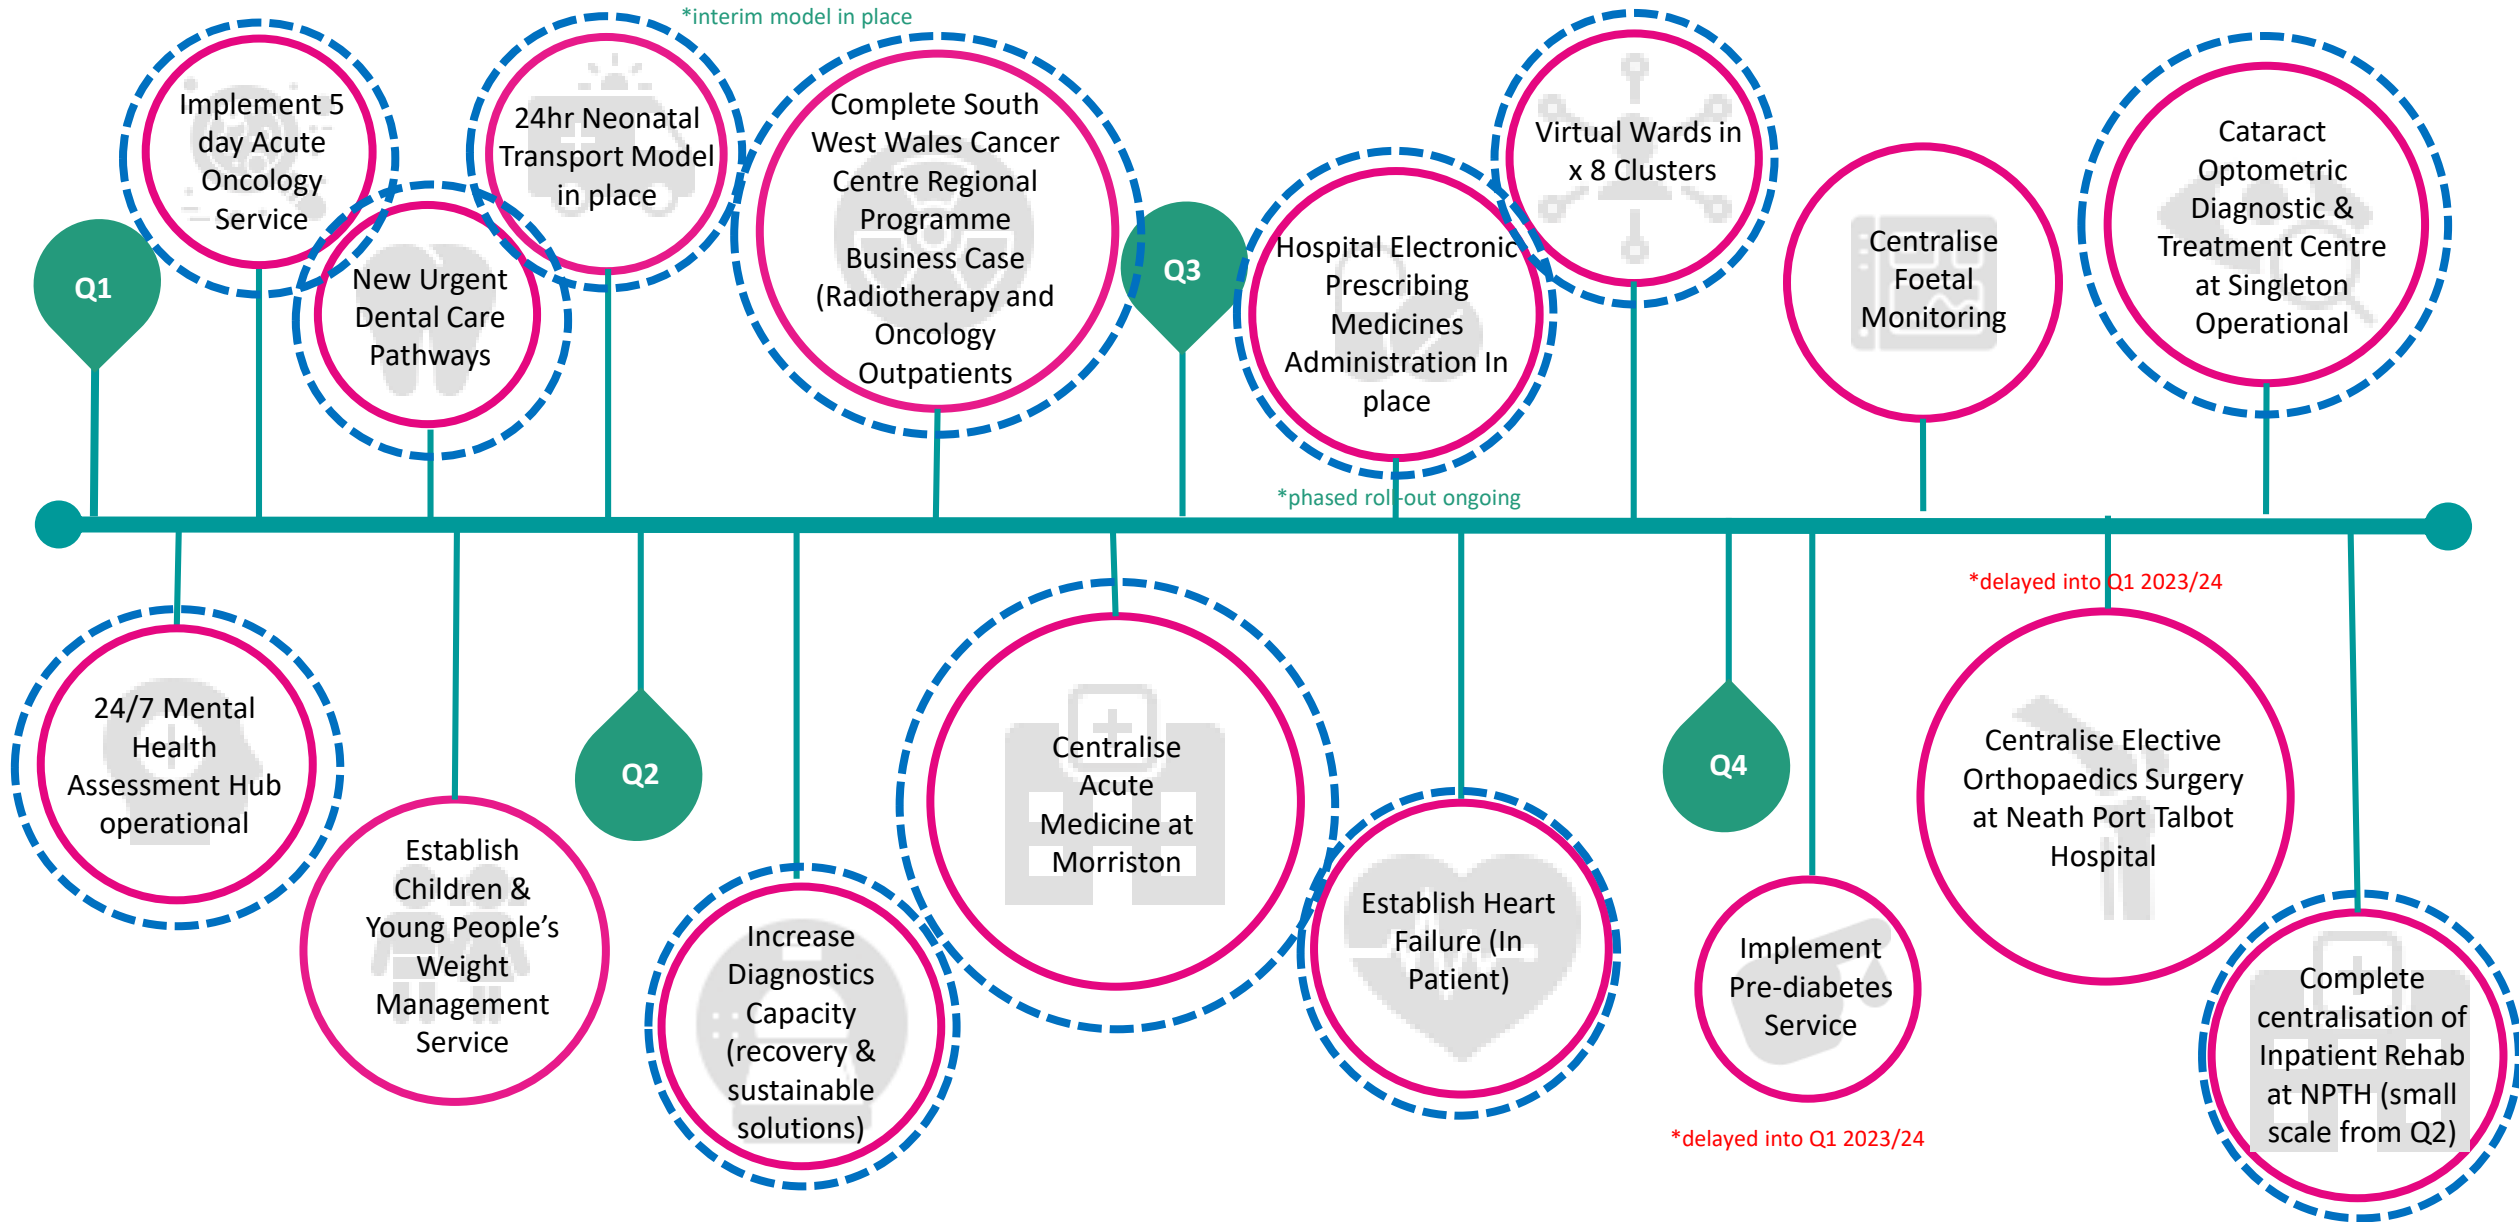 *interim model in place
Q1
Implement 5
day Acute
Oncology
Service
New Urgent
Dental Care
Pathways
24hr Neonatal
Transport Model
in place
Complete South
West Wales Cancer
Centre Regional
Programme
Business Case
(Radiotherapy and
Oncology
Outpatients
Q3
Hospital Electronic
Prescribing
Medicines
Administration In
place
*phased roll-out ongoing
Virtual Wards in
x 8 Clusters
Centralise
Foetal
Monitoring
Cataract
Optometric
Diagnostic &
Treatment Centre
at Singleton
Operational
24/7 Mental
Health
Assessment Hub
operational
Establish
Children &
Young People’s
Weight
Management
Service
Q2
Increase
Diagnostics
Capacity
(recovery &
sustainable
solutions)
Centralise
Acute
Medicine at
Morriston
Establish Heart
Failure (In
Patient)
Q4
Implement
Pre-diabetes
Service
*delayed into Q1 2023/24
*delayed into Q1 2023/24
Centralise Elective
Orthopaedics Surgery
at Neath Port Talbot
Hospital
Complete
centralisation of
Inpatient Rehab
at NPTH (small
scale from Q2)